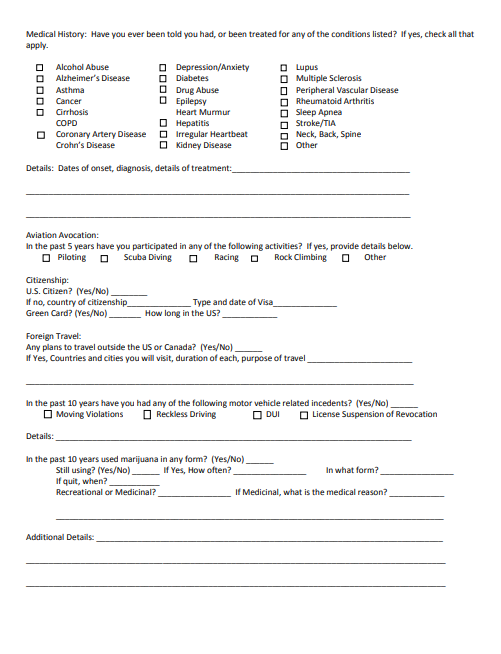 Medical History: Have you ever been told you had, or been treated for any of the conditions listed? If yes, check all that
apply.
Alcohol Abuse Depression/Anxiety Lupus
Alzheimer's Disease Diabetes Multiple Sclerosis
Asthma Drug Abuse Peripheral Vascular Disease
Cancer Epilepsy Rheumatoid Arthritis
Cirrhosis Heart Murmur Sleep Apnea
COPD Hepatitis Stroke/TIA
Coronary Artery Disease Irregular Heartbeat Neck, Back, Spine
Crohn's Disease Kidney Disease Other
Details: Dates of onset, diagnosis, details of treatment:
Aviation Avocation:
In the past 5 years have you participated in any of the following activities? If yes, provide details below.
Piloting Scuba Diving Racing Rock Climbing Other
Citizenship:
U.S. Citizen? (Yes/No)
If no, country of citizenship Type and date of Visa
Green Card? (Yes/No) How long in the US?
Foreign Travel:
Any plans to travel outside the US or Canada? (Yes/No)
If Yes, Countries and cities you will visit, duration of each, purpose of travel
In the past 10 years have you had any of the following motor vehicle related incedents? (Yes/No)
Moving Violations Reckless Driving DUI License Suspension of Revocation
Details:
In the past 10 years used marijuana in any form? (Yes/No)
Still using? (Yes/No) If Yes, How often? In what form?
If quit, when?
Recreational or Medicinal? If Medicinal, what is the medical reason?
Additional Details: